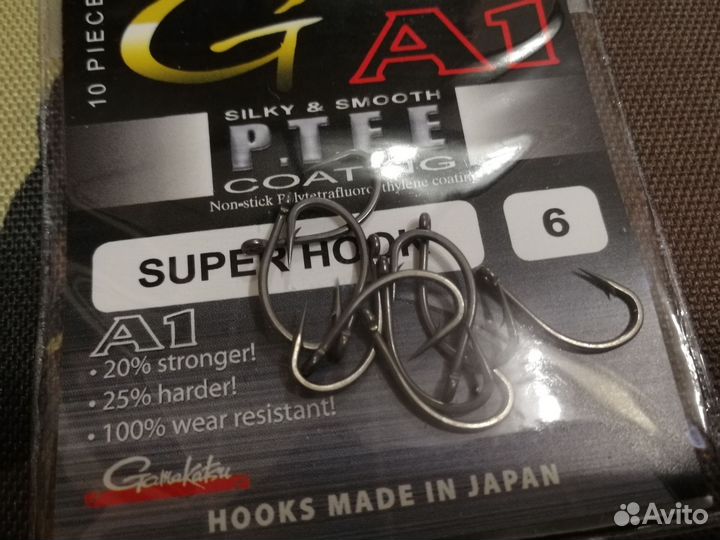 10 PIECE
G A1
SILKY & SMOOTH
P.TEE
COATING
Non-stick Polytetrafluoroethylene coating
SUPER HOOK
6
A1
• 20% stronger!
• 25% harder!
• 100% wear resistant!
Gamakatsu
HOOKS MADE IN JAPAN
Avito